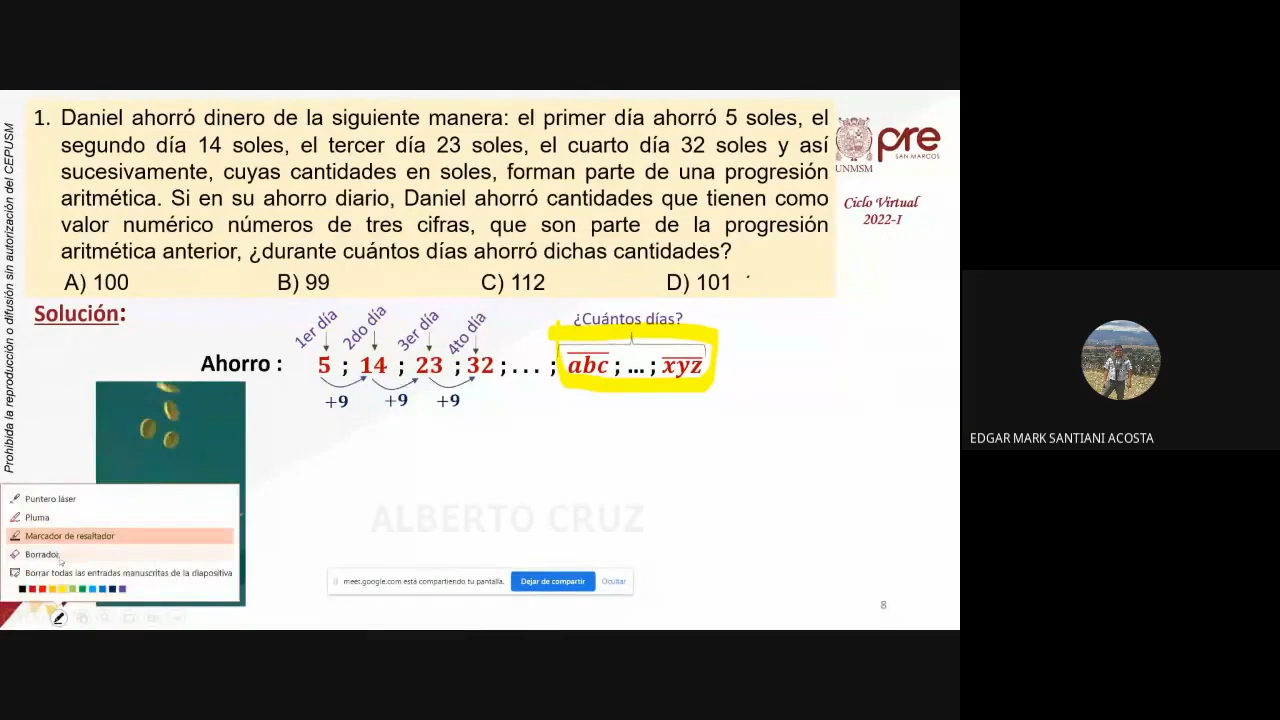 Prohibida la reproducción o difusión sin autorización del CEPUSM
1. Daniel ahorró dinero de la siguiente manera: el primer día ahorró 5 soles, el
segundo día 14 soles, el tercer día 23 soles, el cuarto día 32 soles y así
sucesivamente, cuyas cantidades en soles, forman parte de una progresión
aritmética. Si en su ahorro diario, Daniel ahorró cantidades que tienen como
valor numérico números de tres cifras, que son parte de la progresión
aritmética anterior, ¿durante cuántos días ahorró dichas cantidades?
A) 100 B) 99 C) 112 D) 101
UNMSM
pre
SAN MARCOS
Ciclo Virtual
2022-I
Solución:
1er día 2do día 3er día 4to día ¿Cuántos días?
Ahorro : 5 ; 14 ; 23 ; 32 ; . . . ; abc ; ... ; xyz
+9 +9 +9
Puntero láser
Pluma
Marcador de resaltador
Borrador
Borrar todas las entradas manuscritas de la diapositiva
ALBERTO CRUZ
meet.google.com está compartiendo tu pantalla. Dejar de compartir Ocultar
8
EDGAR MARK SANTIANI ACOSTA